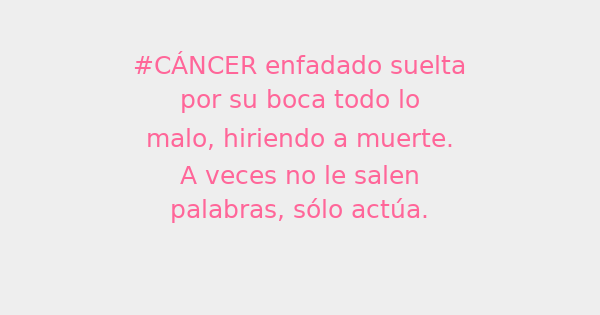 #CÁNCER enfadado suelta
por su boca todo lo
malo, hiriendo a muerte.
A veces no le salen
palabras, sólo actúa.